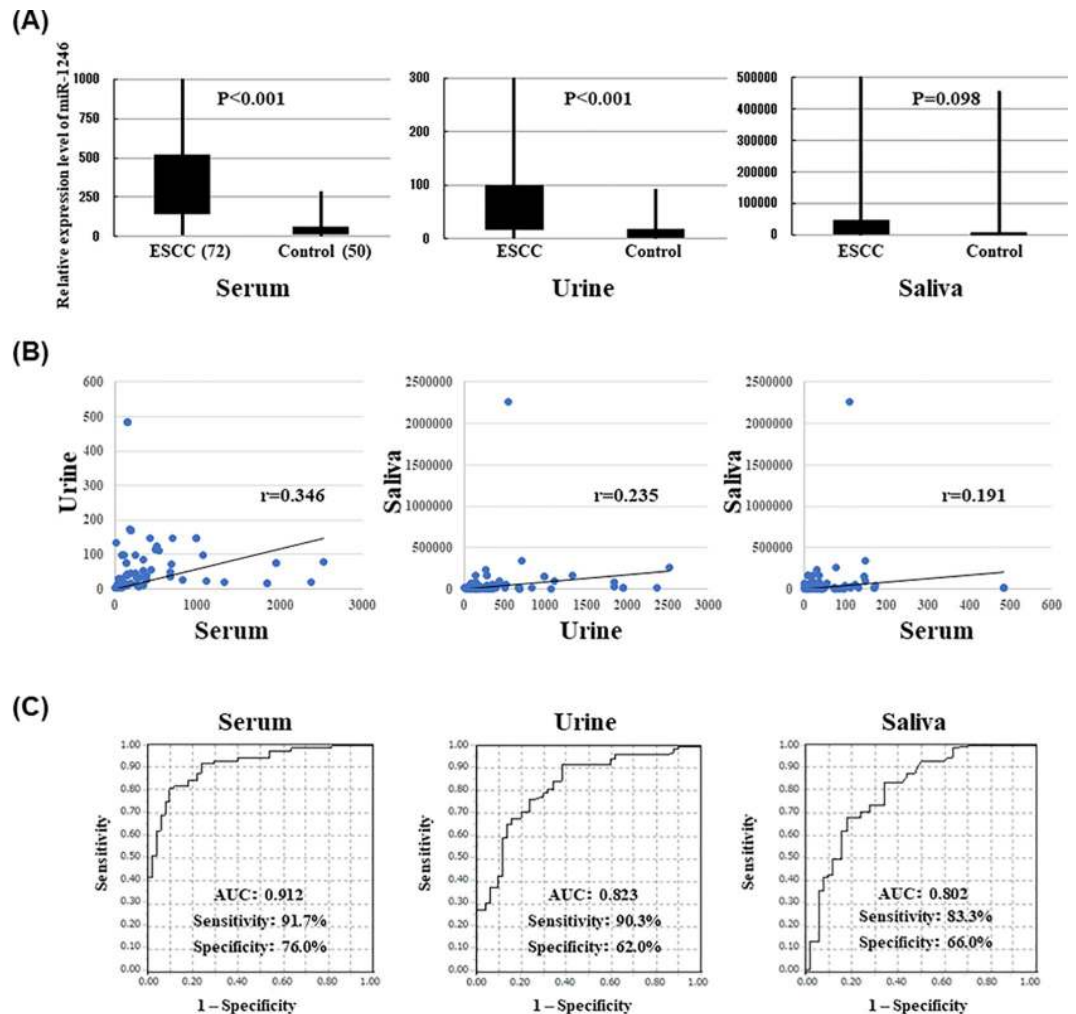 (A)
Relative expression level of miR-1246
1000
750
500
250
0
P<0.001
ESCC (72) Control (50)
Serum
300
200
100
0
P<0.001
ESCC Control
Urine
500000
400000
300000
200000
100000
0
P=0.098
ESCC Control
Saliva
(B)
Urine
600
500
400
300
200
100
0
r=0.346
0 1000 2000 3000
Serum
Saliva
2500000
2000000
1500000
1000000
500000
0
r=0.235
0 500 1000 1500 2000 2500 3000
Urine
Saliva
2500000
2000000
1500000
1000000
500000
0
r=0.191
0 100 200 300 400 500 600
Serum
(C)
Serum
Sensitivity
1.00
0.90
0.80
0.70
0.60
0.50
0.40
0.30
0.20
0.10
0.00
AUC: 0.912
Sensitivity: 91.7%
Specificity: 76.0%
0.00 0.20 0.40 0.60 0.80 1.00
1 – Specificity
Urine
Sensitivity
1.00
0.90
0.80
0.70
0.60
0.50
0.40
0.30
0.20
0.10
0.00
AUC: 0.823
Sensitivity: 90.3%
Specificity: 62.0%
0.00 0.20 0.40 0.60 0.80 1.00
1 – Specificity
Saliva
Sensitivity
1.00
0.90
0.80
0.70
0.60
0.50
0.40
0.30
0.20
0.10
0.00
AUC: 0.802
Sensitivity: 83.3%
Specificity: 66.0%
0.00 0.20 0.40 0.60 0.80 1.00
1 – Specificity